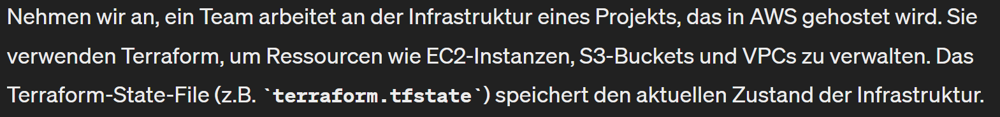 Nehmen wir an, ein Team arbeitet an der Infrastruktur eines Projekts, das in AWS gehostet wird. Sie
verwenden Terraform, um Ressourcen wie EC2-Instanzen, S3-Buckets und VPCs zu verwalten. Das
Terraform-State-File (z.B. `terraform.tfstate`) speichert den aktuellen Zustand der Infrastruktur.